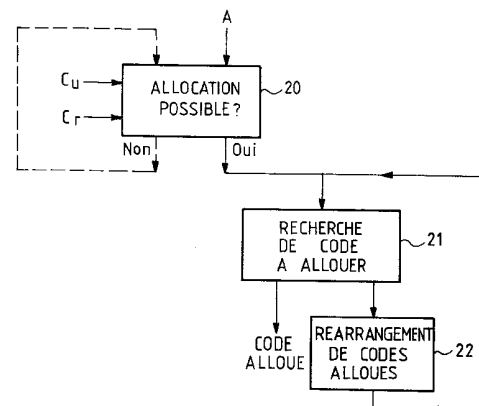 A
Cu
ALLOCATION
POSSIBLE?
20
Cr
Non
Oui
RECHERCHE
DE CODE
A ALLOUER
21
CODE
ALLOUE
REARRANGEMENT
DE CODES
ALLOUES
22